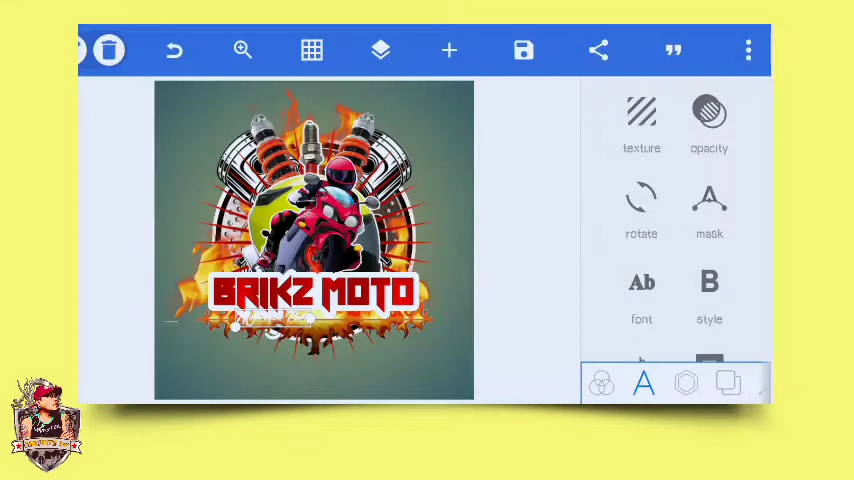 texture
opacity
rotate
mask
BRIKZ MOTO
Ab
B
font
style
A